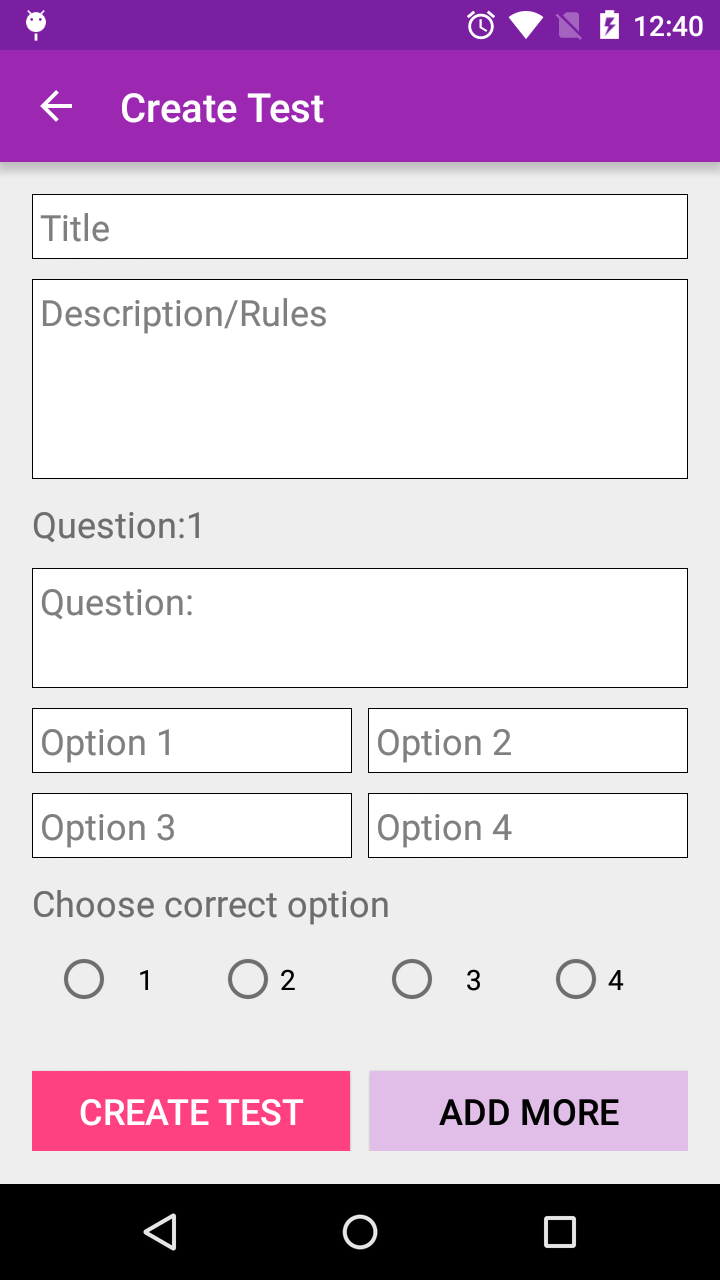 12:40
Create Test
Title
Description/Rules
Question:1
Question:
Option 1 Option 2
Option 3 Option 4
Choose correct option
1 2 3 4
CREATE TEST ADD MORE